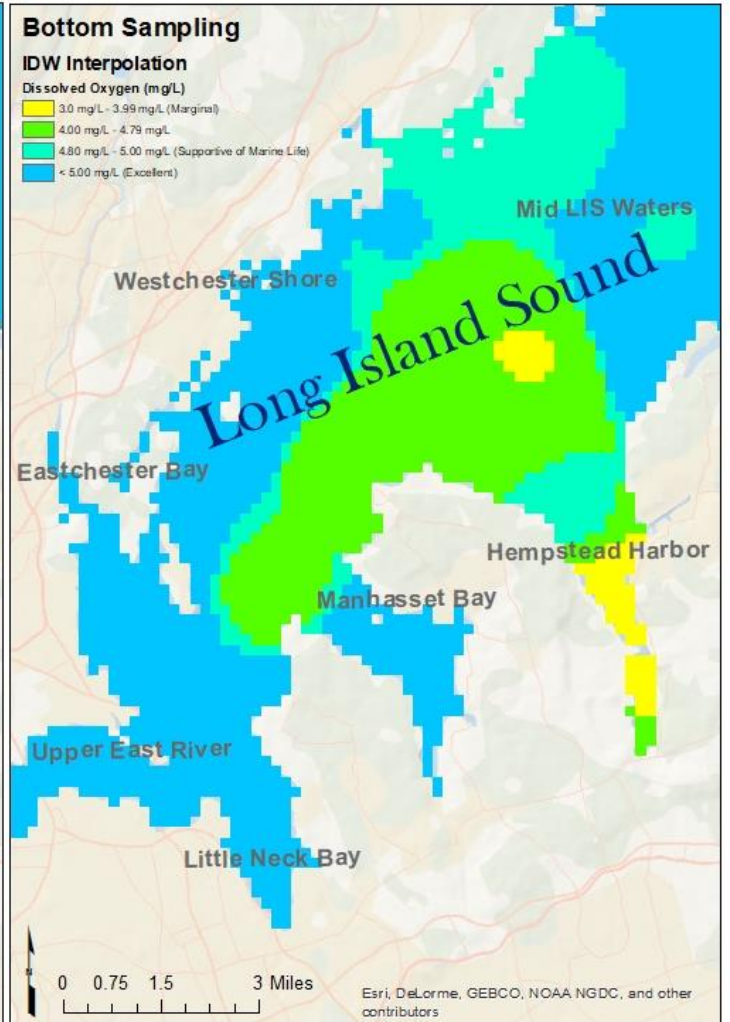 Bottom Sampling
IDW Interpolation
Dissolved Oxygen (mg/L)
3.0 mg/L - 3.99 mg/L (Marginal)
4.00 mg/L - 4.79 mg/L
4.80 mg/L - 5.00 mg/L (Supportive of Marine Life)
< 5.00 mg/L (Excellent)
Mid LIS Waters
Westchester Shore
Long Island Sound
Eastchester Bay
Hempstead Harbor
Manhasset Bay
Upper East River
Little Neck Bay
N
0 0.75 1.5 3 Miles
Esri, DeLorme, GEBCO, NOAA NGDC, and other
contributors